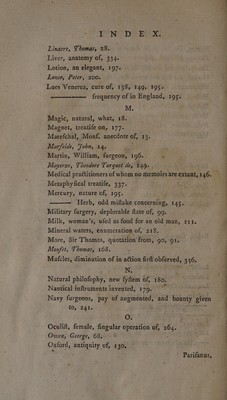 INDEX.
Linacre, Thomas, 28.
Liver, anatomy of, 354.
Lotion, an elegant, 197.
Lowe, Peter, 200.
Lues Venerea, cure of, 158, 149, 195.
——— frequency of in England, 195.
M.
Magic, natural, what, 18.
Magnet, treatise on, 177.
Mareschal, Mons. anecdote of, 13.
Marfelde, John, 14.
Martin, William, surgeon, 196.
Mayerne, Theodore Turquet de, 249.
Medical practitioners of whom no memoirs are extant, 146.
Metaphysical treatise, 337.
Mercury, nature of, 195.
——— Herb, odd mistake concerning, 145.
Military surgery, deplorable state of, 99.
Milk, woman's, used as food for an old man, 211.
Mineral waters, enumeration of, 218.
More, Sir Thomas, quotation from, 90, 91.
Moufet, Thomas, 168.
Muscles, diminution of in action first observed, 356.
N.
Natural philosophy, new system of, 180.
Nautical instruments invented, 179.
Navy surgeons, pay of augmented, and bounty given
to, 241.
O.
Oculist, female, singular operation of, 264.
Owen, George, 68.
Oxford, antiquity of, 130.
Parisanus,